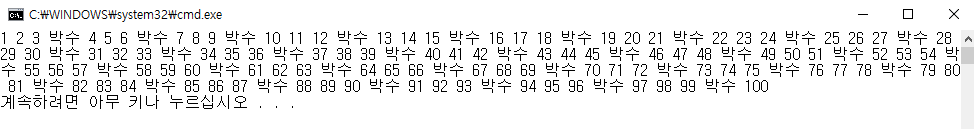 C:\WINDOWS\system32\cmd.exe
1 2 3 박수 4 5 6 박수 7 8 9 박수 10 11 12 박수 13 14 15 박수 16 17 18 박수 19 20 21 박수 22 23 24 박수 25 26 27 박수 28
29 30 박수 31 32 33 박수 34 35 36 박수 37 38 39 박수 40 41 42 박수 43 44 45 박수 46 47 48 박수 49 50 51 박수 52 53 54 박
수 55 56 57 박수 58 59 60 박수 61 62 63 박수 64 65 66 박수 67 68 69 박수 70 71 72 박수 73 74 75 박수 76 77 78 박수 79 80
81 박수 82 83 84 박수 85 86 87 박수 88 89 90 박수 91 92 93 박수 94 95 96 박수 97 98 99 박수 100
계속하려면 아무 키나 누르십시오 . . .